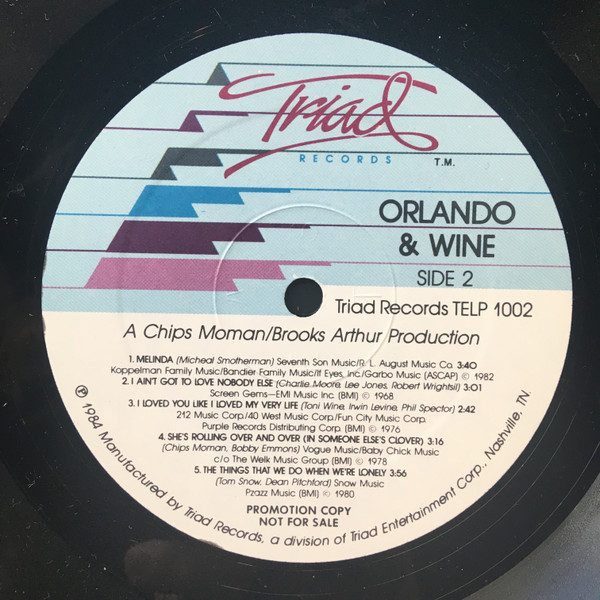 Triad
RECORDS T.M.
ORLANDO
& WINE
SIDE 2
Triad Records TELP 1002
A Chips Moman/Brooks Arthur Production
1. MELINDA (Micheal Smotherman) Seventh Son Music/R. L. August Music Co. 3:40
Koppelman Family Music/Bandier Family Music/If Eyes, Inc./Garbo Music (ASCAP) © 1982
2. I AIN'T GOT TO LOVE NOBODY ELSE (Charlie Moore, Lee Jones, Robert Wrightsil) 3:01
Screen Gems—EMI Music Inc. (BMI) © 1968
3. I LOVED YOU LIKE I LOVED MY VERY LIFE (Toni Wine, Irwin Levine, Phil Spector) 2:42
212 Music Corp./40 West Music Corp/Fun City Music Corp.
Purple Records Distributing Corp. (BMI) © 1976
4. SHE'S ROLLING OVER AND OVER (IN SOMEONE ELSE'S CLOVER) 3:16
(Chips Moman, Bobby Emmons) Vogue Music/Baby Chick Music
c/o The Welk Music Group (BMI) © 1978
5. THE THINGS THAT WE DO WHEN WE'RE LONELY 3:56
(Tom Snow, Dean Pitchford) Snow Music
Pzazz Music (BMI) © 1980
PROMOTION COPY
NOT FOR SALE
℗ 1984 Manufactured by Triad Records, a division of Triad Entertainment Corp., Nashville, TN.